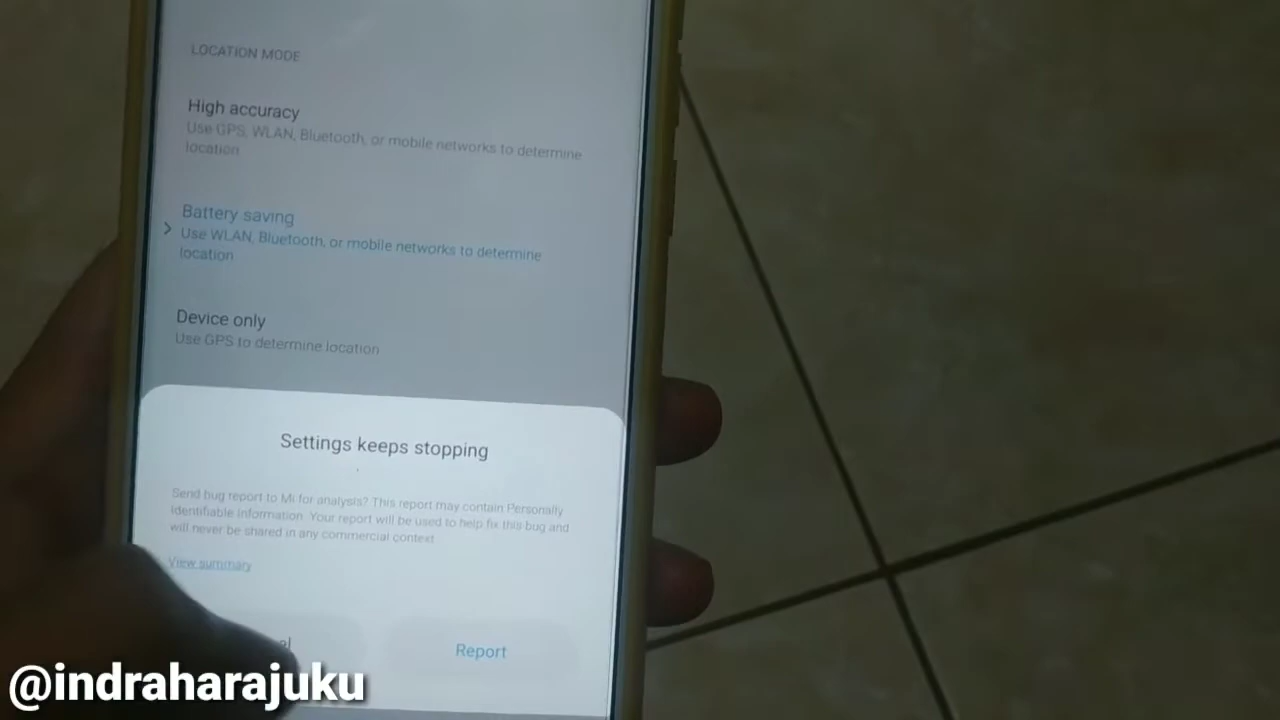 LOCATION MODE
High accuracy
Use GPS, WLAN, Bluetooth, or mobile networks to determine
location
Battery saving
Use WLAN, Bluetooth, or mobile networks to determine
location
Device only
Use GPS to determine location
Settings keeps stopping
Send bug report to Mi for analysis? This report may contain Personally
Identifiable Information. Your report will be used to help fix this bug and
will never be shared in any commercial context.
View summary
Report
@indraharajuku